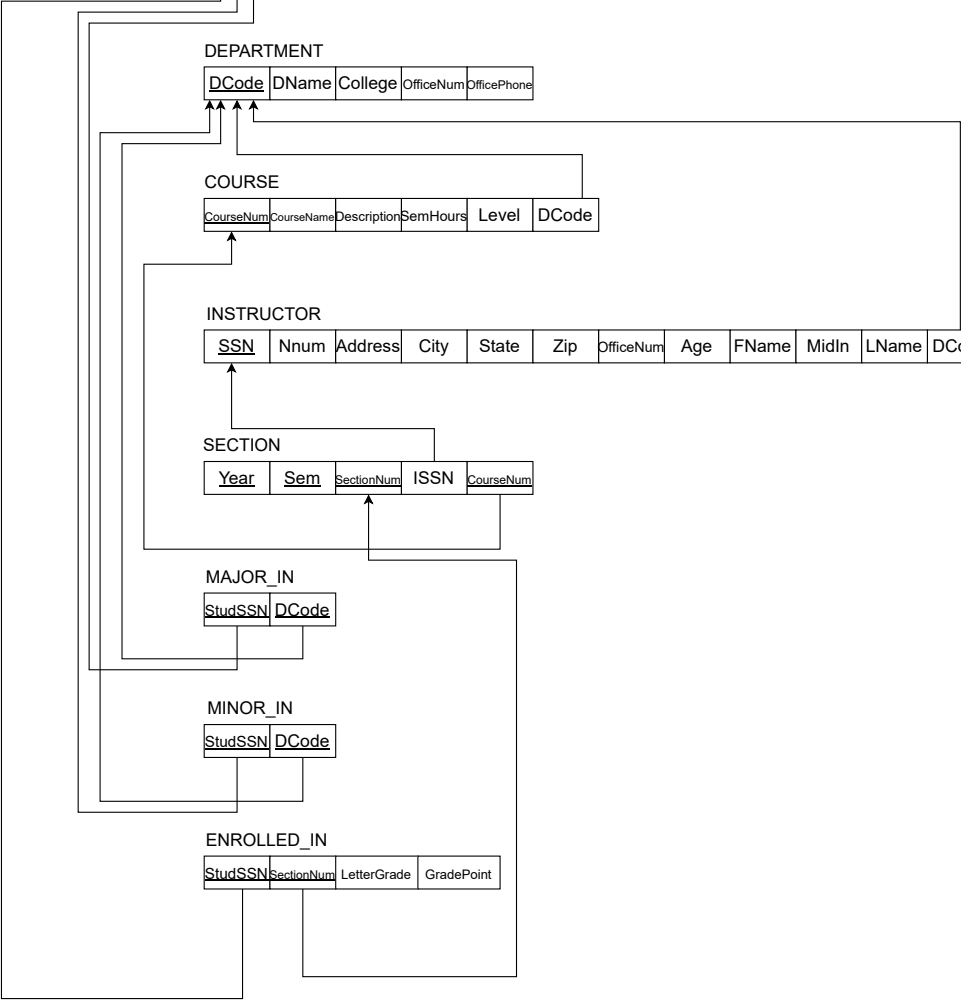 DEPARTMENT
DCode DName College OfficeNum OfficePhone
COURSE
CourseNum CourseName Description SemHours Level DCode
INSTRUCTOR
SSN Nnum Address City State Zip OfficeNum Age FName MidIn LName
SECTION
Year Sem SectionNum ISSN CourseNum
MAJOR_IN
StudSSN DCode
MINOR_IN
StudSSN DCode
ENROLLED_IN
StudSSN SectionNum LetterGrade GradePoint